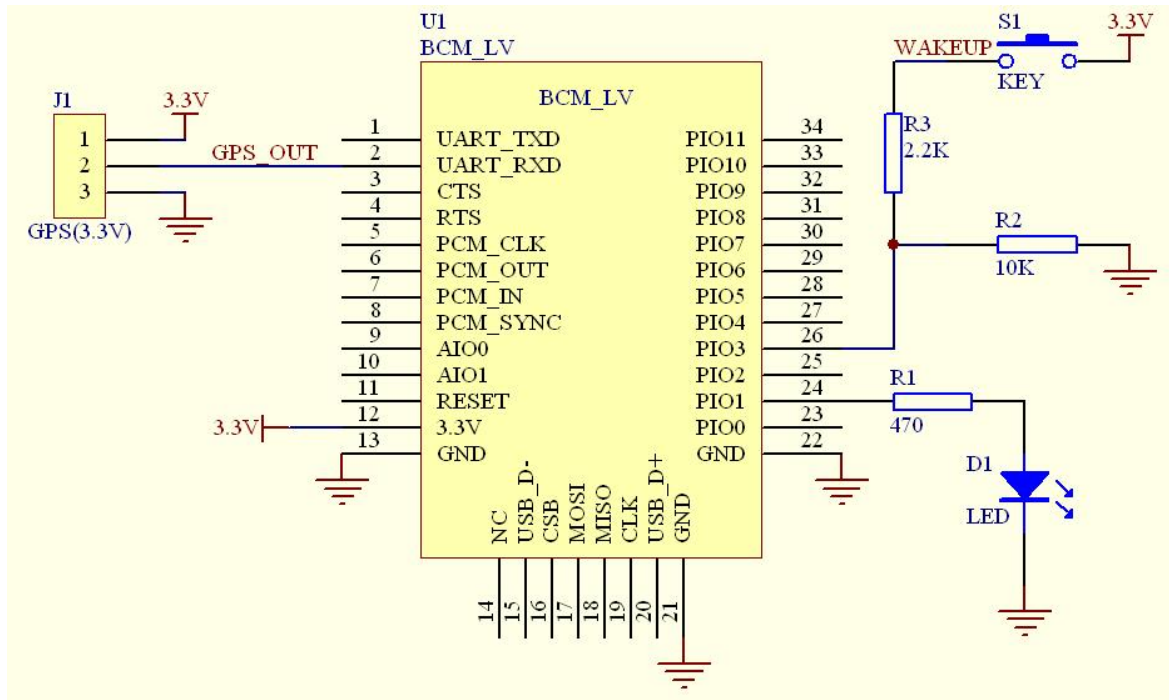 U1
BCM_LV
BCM_LV
J1
3.3V
1
2
3
GPS(3.3V)
GPS_OUT
1 UART_TXD
2 UART_RXD
3 CTS
4 RTS
5 PCM_CLK
6 PCM_OUT
7 PCM_IN
8 PCM_SYNC
9 AIO0
10 AIO1
11 RESET
3.3V
12 3.3V
13 GND
NC 14
USB_D- 15
CSB 16
MOSI 17
MISO 18
CLK 19
USB_D+ 20
GND 21
PIO11 34
PIO10 33
PIO9 32
PIO8 31
PIO7 30
PIO6 29
PIO5 28
PIO4 27
PIO3 26
PIO2 25
PIO1 24
PIO0 23
GND 22
S1
3.3V
WAKEUP
KEY
R3
2.2K
R2
10K
R1
470
D1
LED